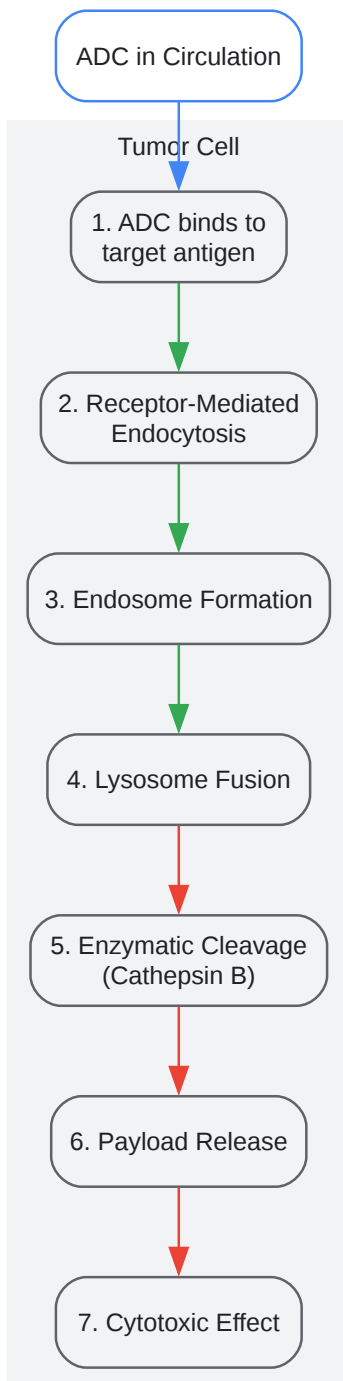 ADC in Circulation
Tumor Cell
1. ADC binds to
target antigen
2. Receptor-Mediated
Endocytosis
3. Endosome Formation
4. Lysosome Fusion
5. Enzymatic Cleavage
(Cathepsin B)
6. Payload Release
7. Cytotoxic Effect